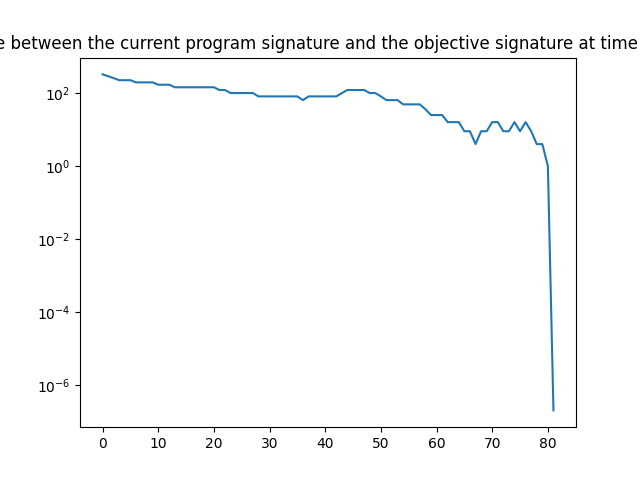 e between the current program signature and the objective signature at time
10²
10⁰
10⁻²
10⁻⁴
10⁻⁶
0 10 20 30 40 50 60 70 80